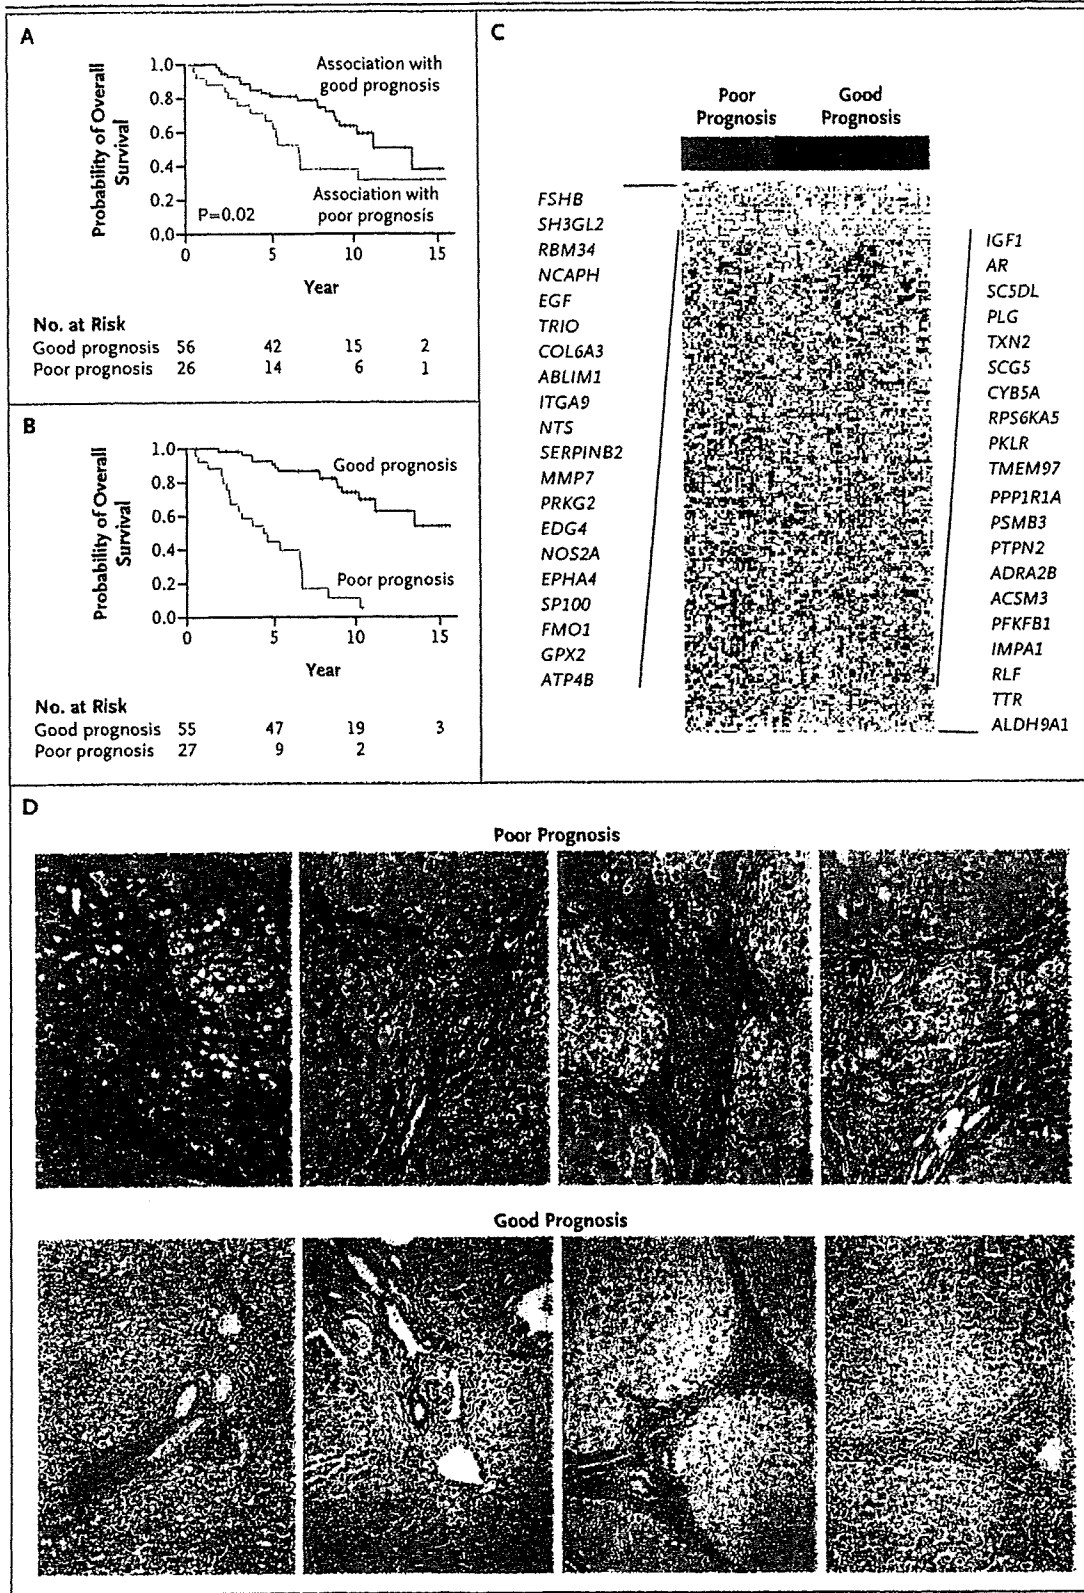 A
Probability of Overall
Survival
1.0
0.8
0.6
0.4
0.2
0.0
Association with
good prognosis
Association with
poor prognosis
P=0.02
0 5 10 15
Year
No. at Risk
Good prognosis 56 42 15 2
Poor prognosis 26 14 6 1
B
Probability of Overall
Survival
1.0
0.8
0.6
0.4
0.2
0.0
Good prognosis
Poor prognosis
0 5 10 15
Year
No. at Risk
Good prognosis 55 47 19 3
Poor prognosis 27 9 2
C
Poor
Prognosis
Good
Prognosis
FSHB
SH3GL2
RBM34
NCAPH
EGF
TRIO
COL6A3
ABLIM1
ITGA9
NTS
SERPINB2
MMP7
PRKG2
EDG4
NOS2A
EPHA4
SP100
FMO1
GPX2
ATP4B
IGF1
AR
SC5DL
PLG
TXN2
SCG5
CYB5A
RPS6KA5
PKLR
TMEM97
PPP1R1A
PSMB3
PTPN2
ADRA2B
ACSM3
PFKFB1
IMPA1
RLF
TTR
ALDH9A1
D
Poor Prognosis
Good Prognosis